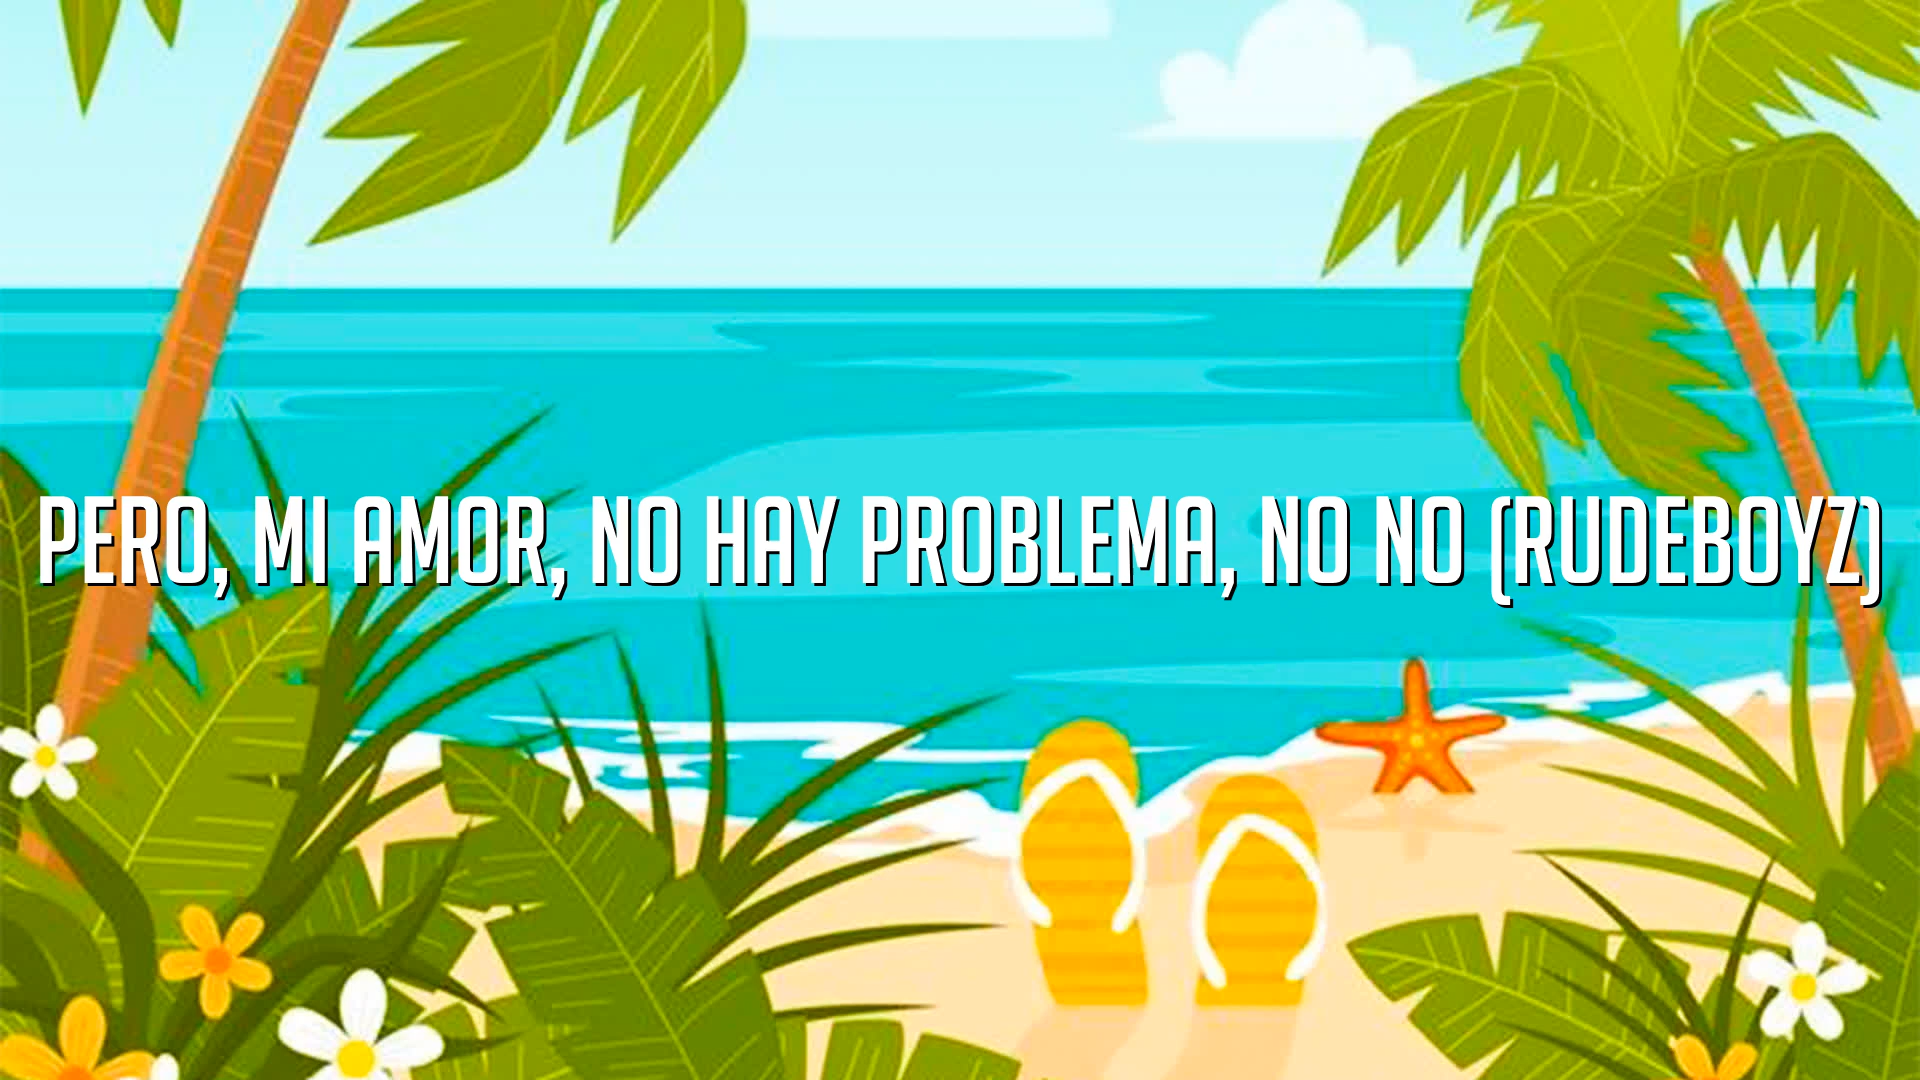 PERO, MI AMOR, NO HAY PROBLEMA, NO NO (RUDEBOYZ)